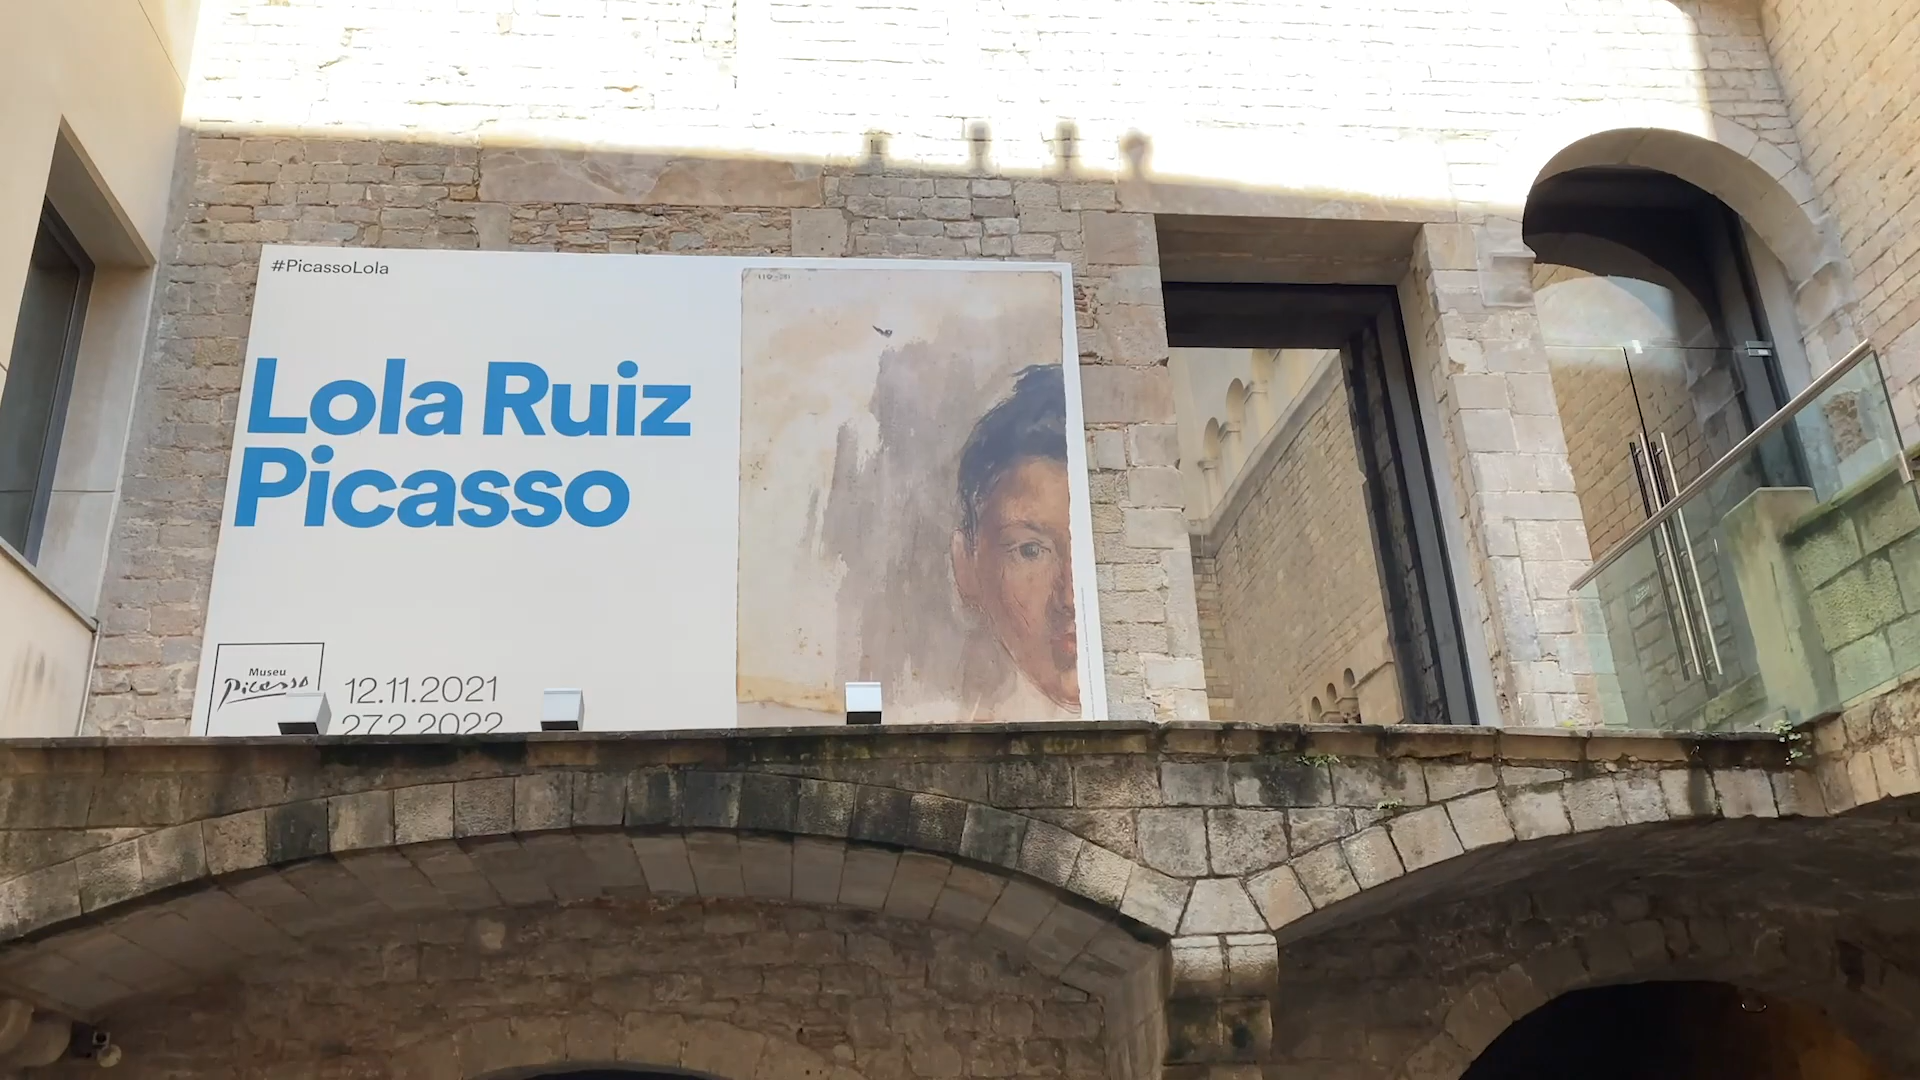 #PicassoLola
Lola Ruiz
Picasso
Museu
Picasso
12.11.2021
27.2.2022